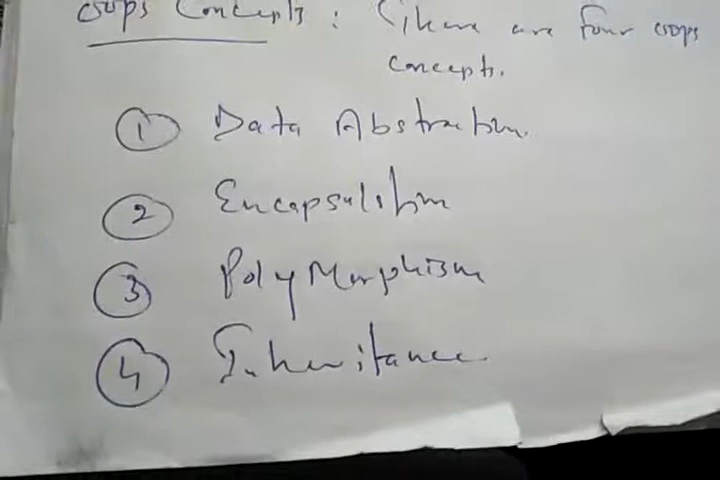 oops Concepts : There are four oops
concepts.
1 Data Abstraction.
2 Encapsulation
3 PolyMorphism
4 Inheritance.